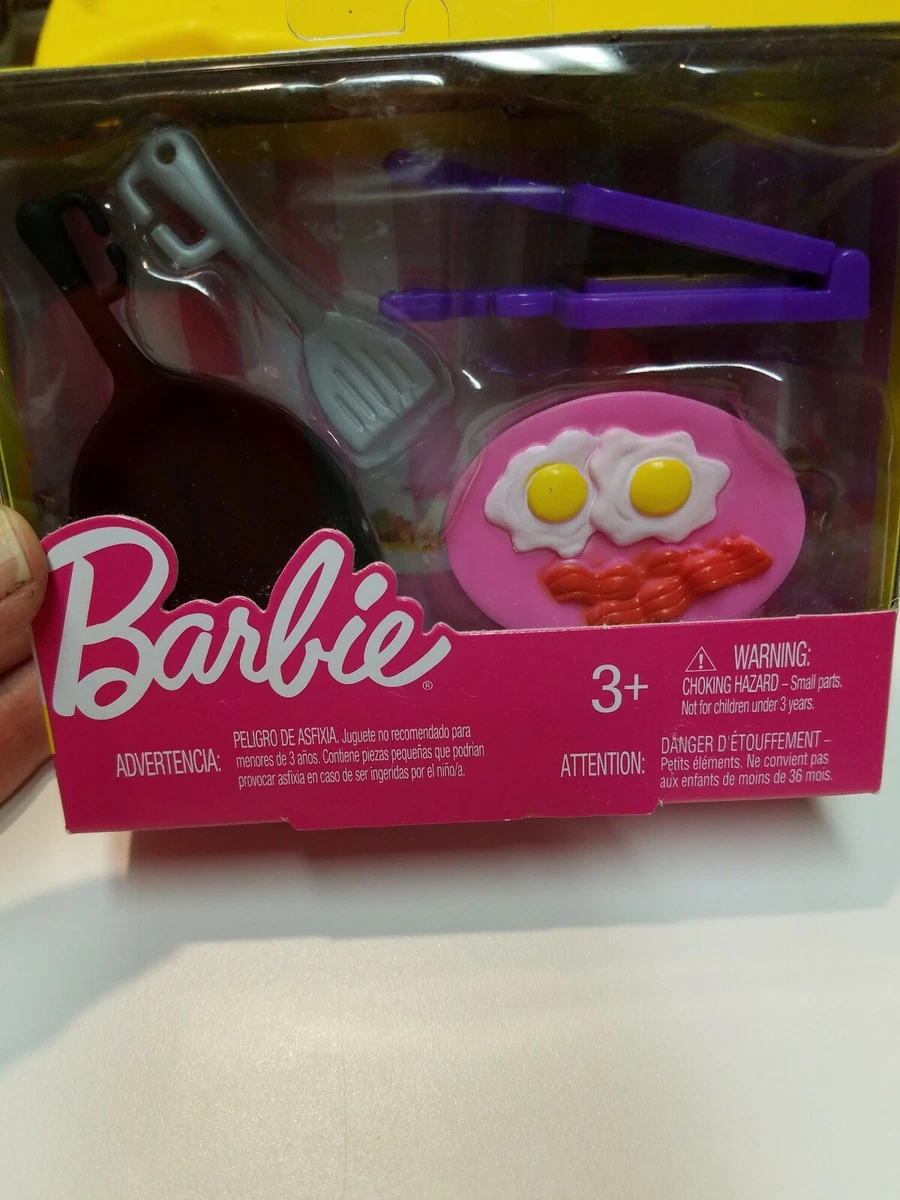 Barbie®
3+
WARNING:
CHOKING HAZARD – Small parts.
Not for children under 3 years.
ADVERTENCIA:
PELIGRO DE ASFIXIA. Juguete no recomendado para
menores de 3 años. Contiene piezas pequeñas que podrían
provocar asfixia en caso de ser ingeridas por el niño/a.
ATTENTION:
DANGER D'ÉTOUFFEMENT –
Petits éléments. Ne convient pas
aux enfants de moins de 36 mois.